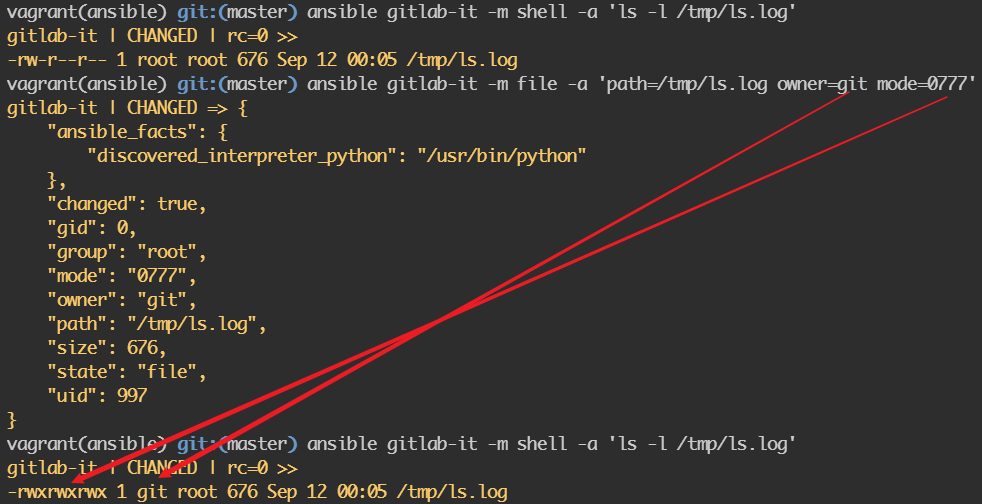 vagrant(ansible) git:(master) ansible gitlab-it -m shell -a 'ls -l /tmp/ls.log'
gitlab-it | CHANGED | rc=0 >>
-rw-r--r-- 1 root root 676 Sep 12 00:05 /tmp/ls.log
vagrant(ansible) git:(master) ansible gitlab-it -m file -a 'path=/tmp/ls.log owner=git mode=0777'
gitlab-it | CHANGED => {
    "ansible_facts": {
        "discovered_interpreter_python": "/usr/bin/python"
    },
    "changed": true,
    "gid": 0,
    "group": "root",
    "mode": "0777",
    "owner": "git",
    "path": "/tmp/ls.log",
    "size": 676,
    "state": "file",
    "uid": 997
}
vagrant(ansible) git:(master) ansible gitlab-it -m shell -a 'ls -l /tmp/ls.log'
gitlab-it | CHANGED | rc=0 >>
-rwxrwxrwx 1 git root 676 Sep 12 00:05 /tmp/ls.log